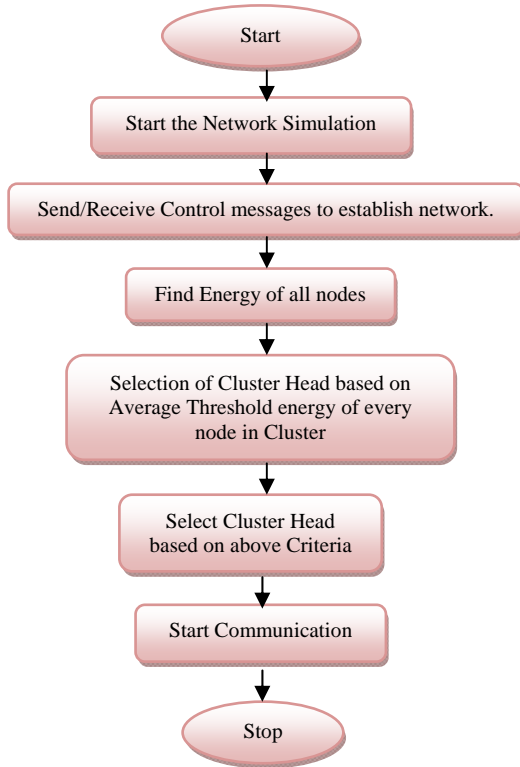 Start
Start the Network Simulation
Send/Receive Control messages to establish network.
Find Energy of all nodes
Selection of Cluster Head based on
Average Threshold energy of every
node in Cluster
Select Cluster Head
based on above Criteria
Start Communication
Stop